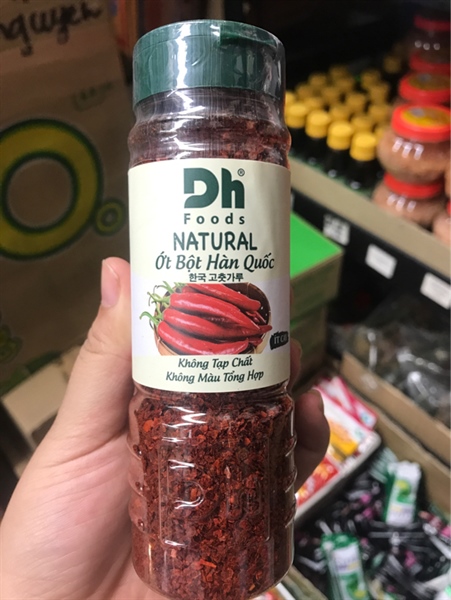 nguyen
Dh®
Foods
NATURAL
Ớt Bột Hàn Quốc
한국 고춧가루
Không Tạp Chất
Không Màu Tổng Hợp